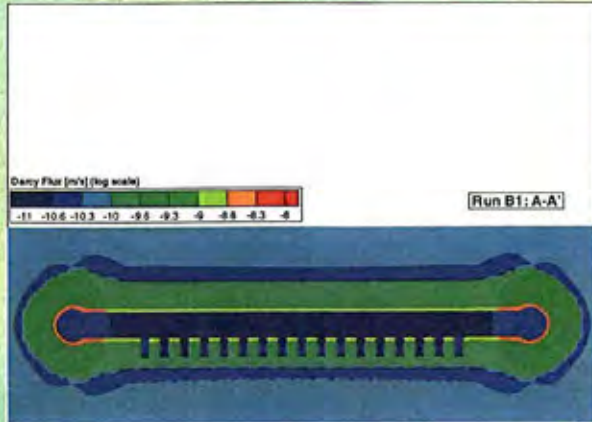 Darcy Flux [m/s] (log scale)
-11 -10.6 -10.3 -10 -9.6 -9.3 -9 -8.6 -8.3 -8
Run B1: A-A'